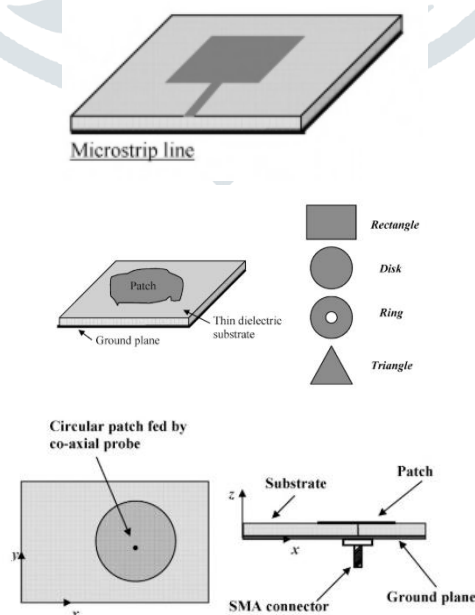 Microstrip line
Rectangle
Patch
Disk
Thin dielectric
substrate
Ring
Ground plane
Triangle
Circular patch fed by
co-axial probe
Patch
Substrate
z
y
x
x
Ground plane
SMA connector